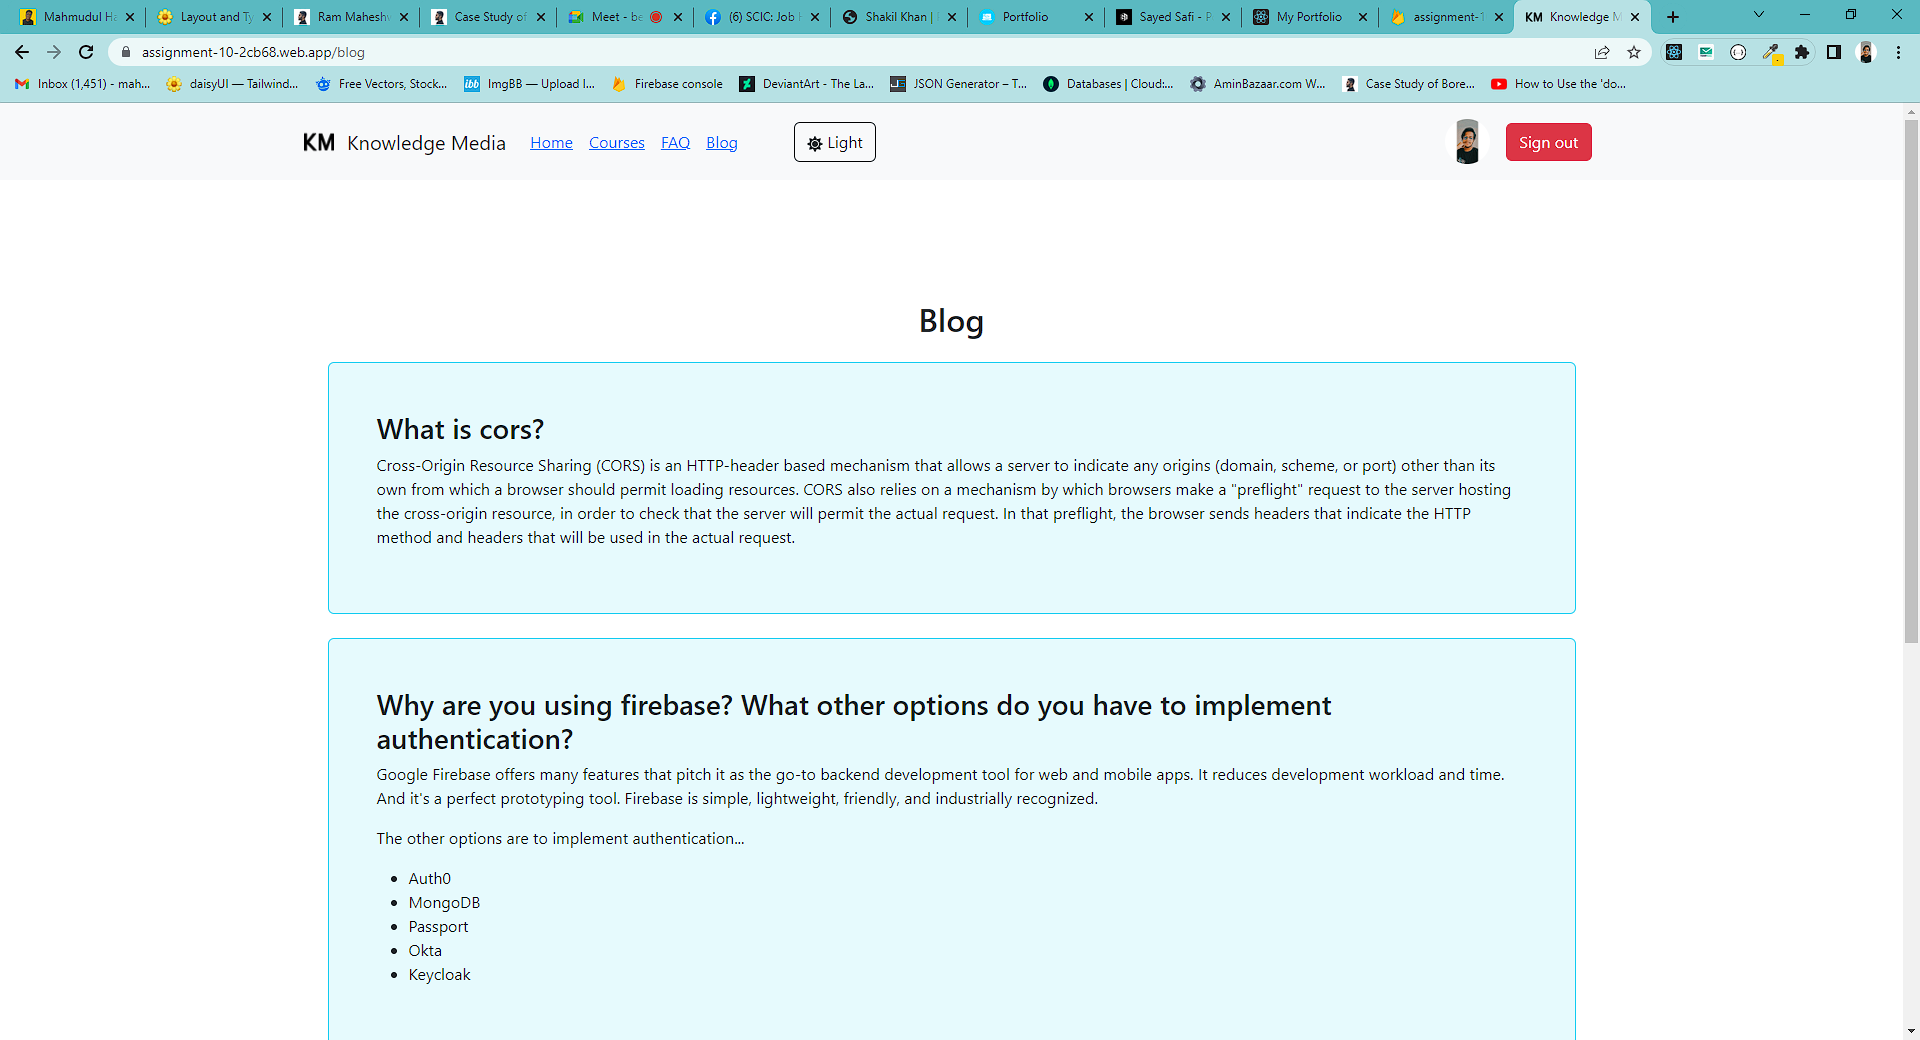 Mahmudul Ha
Layout and Ty
Ram Maheshw
Case Study of
Meet - be
(6) SCIC: Job H
Shakil Khan |
Portfolio
Sayed Safi - P
My Portfolio
assignment-1
KM Knowledge M
assignment-10-2cb68.web.app/blog
Inbox (1,451) - mah...
daisyUI — Tailwind...
Free Vectors, Stock...
ibb ImgBB — Upload I...
Firebase console
DeviantArt - The La...
JSON Generator – T...
Databases | Cloud:...
AminBazaar.com W...
Case Study of Bore...
How to Use the 'do...
KM Knowledge Media Home Courses FAQ Blog Light Sign out
Blog
What is cors?
Cross-Origin Resource Sharing (CORS) is an HTTP-header based mechanism that allows a server to indicate any origins (domain, scheme, or port) other than its
own from which a browser should permit loading resources. CORS also relies on a mechanism by which browsers make a "preflight" request to the server hosting
the cross-origin resource, in order to check that the server will permit the actual request. In that preflight, the browser sends headers that indicate the HTTP
method and headers that will be used in the actual request.
Why are you using firebase? What other options do you have to implement
authentication?
Google Firebase offers many features that pitch it as the go-to backend development tool for web and mobile apps. It reduces development workload and time.
And it's a perfect prototyping tool. Firebase is simple, lightweight, friendly, and industrially recognized.
The other options are to implement authentication...
Auth0
MongoDB
Passport
Okta
Keycloak